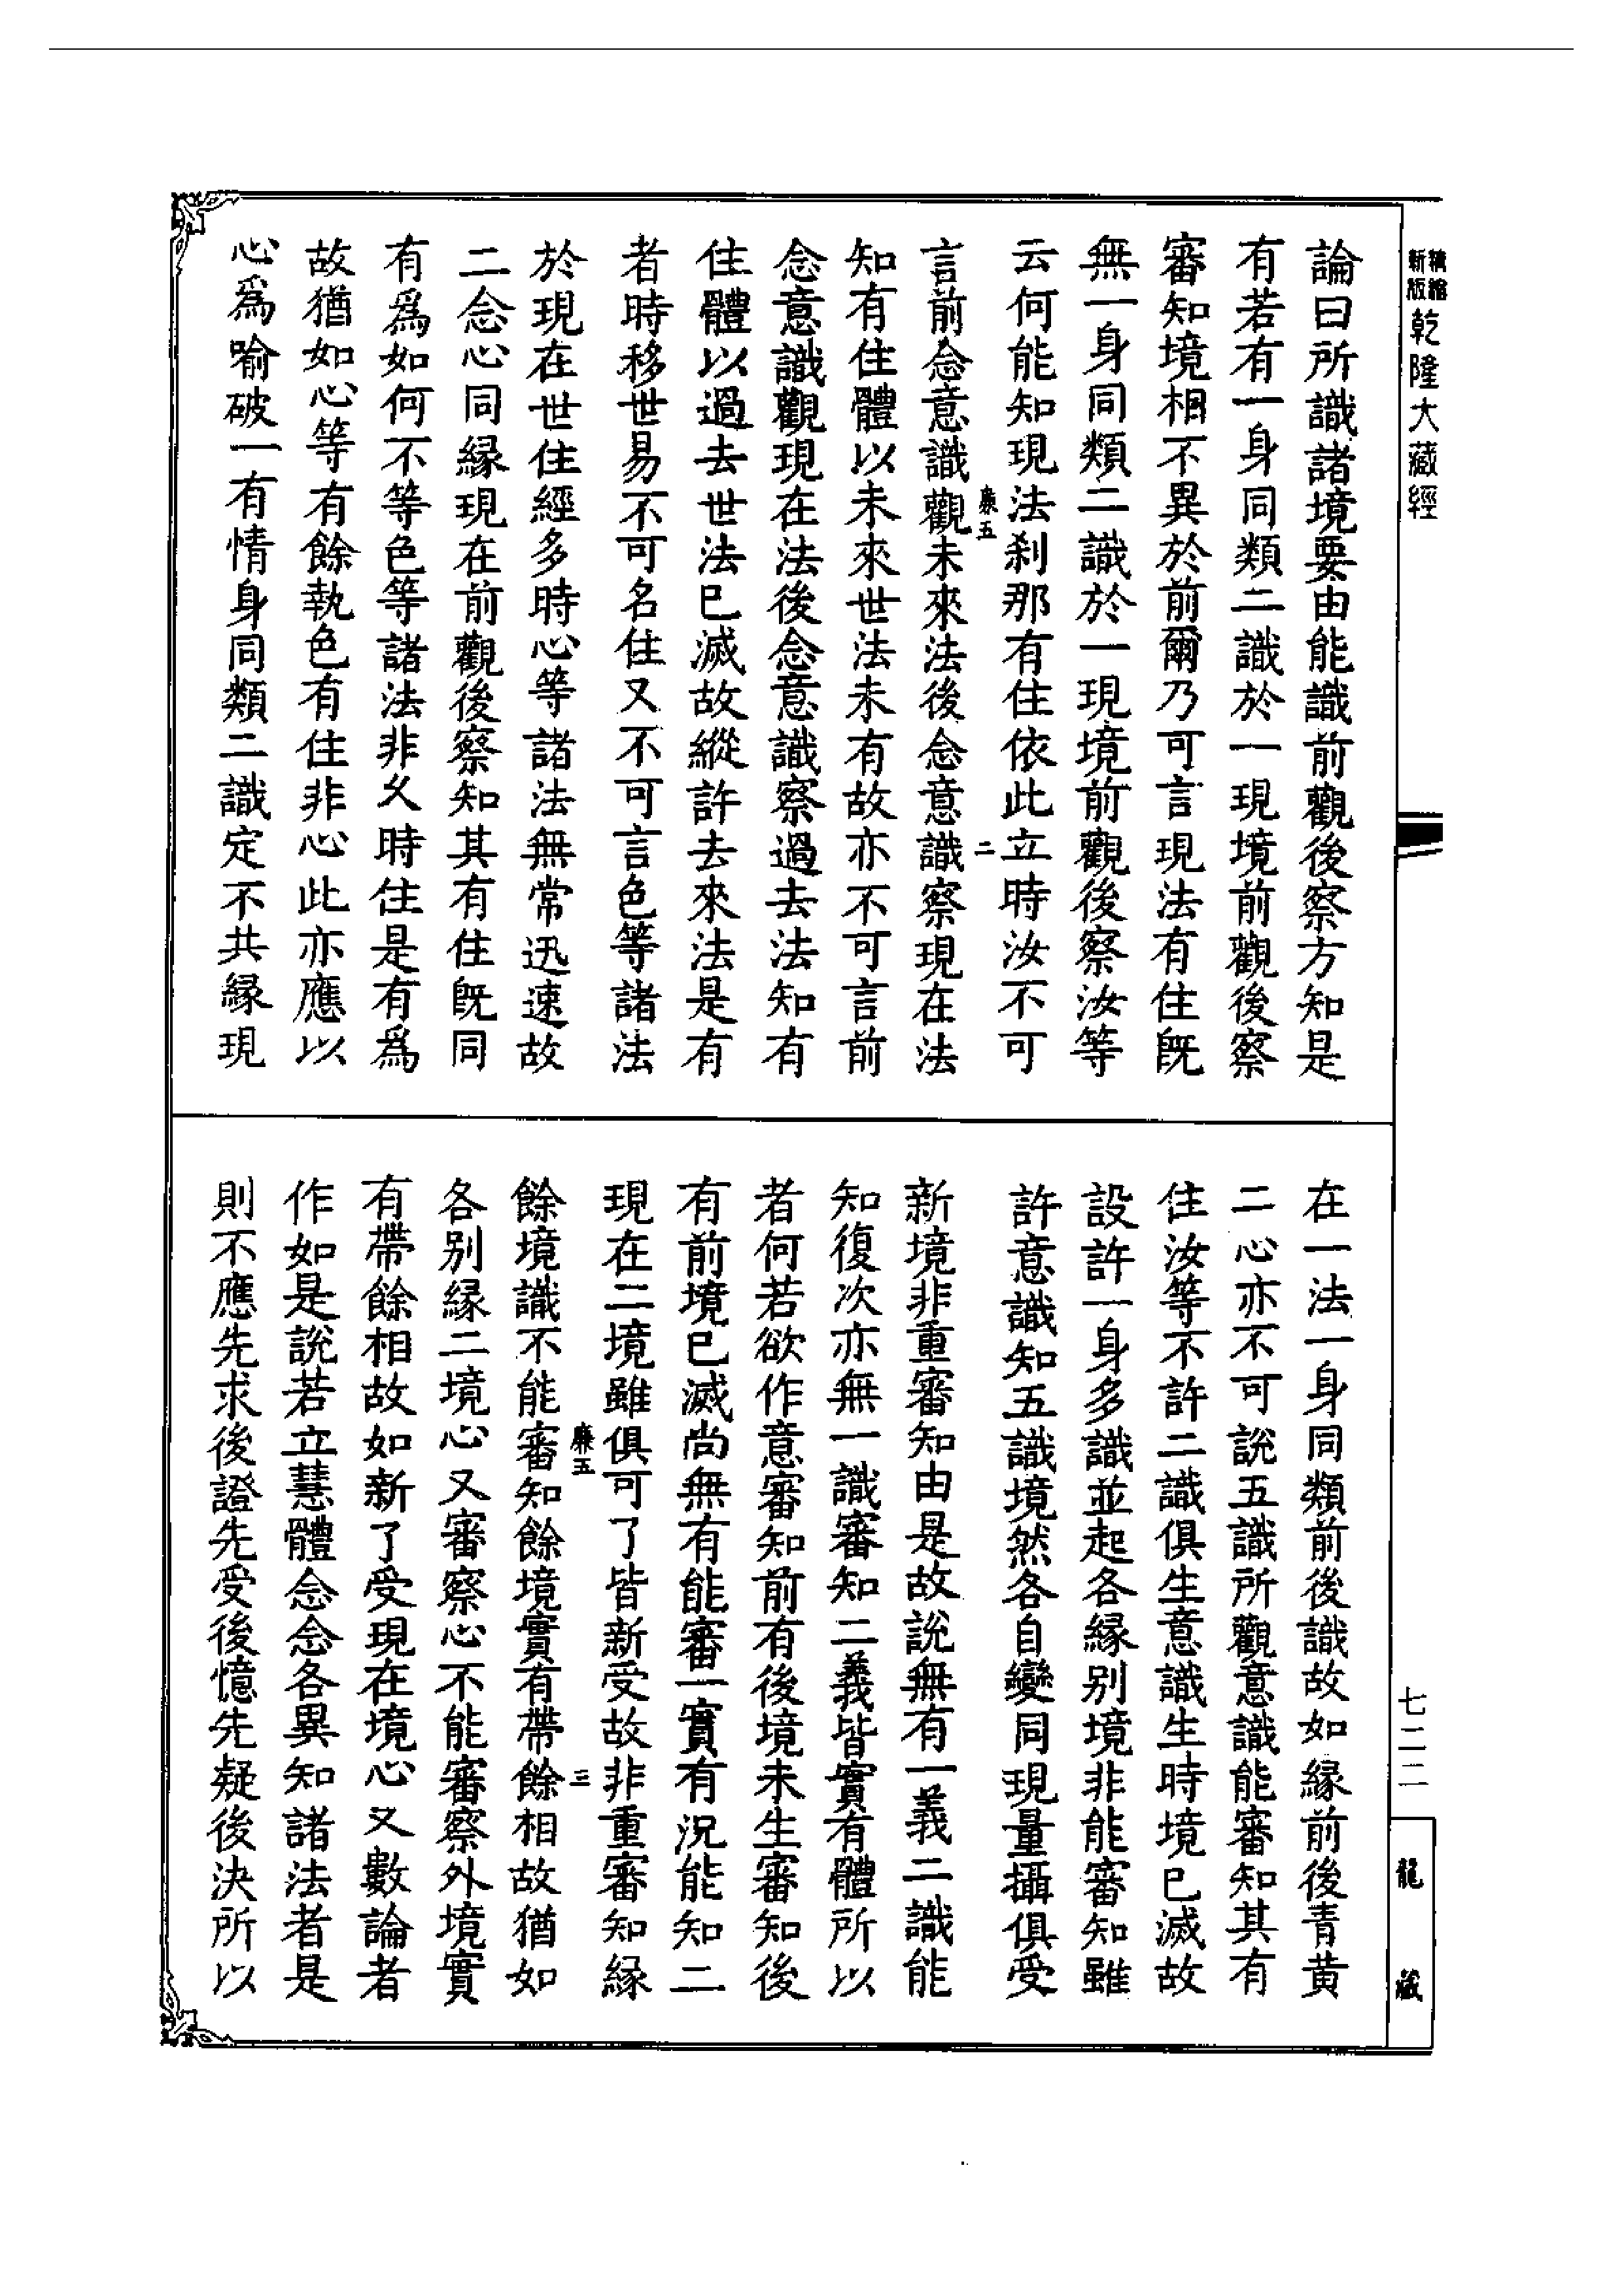 精縮新版乾隆大藏經
論曰所識諸境要由能識前觀後察方知是
有若有一身同類二識於一現境前觀後察
審知境相不異於前爾乃可言現法有住旣
無一身同類二識於一現境前觀後察汝等
云何能知現法刹那有住依此立時汝不可
廉五 二
言前念意識觀未來法後念意識察現在法
知有住體以未來世法未有故亦不可言前
念意識觀現在法後念意識察過去法知有
住體以過去世法已滅故縱許去來法是有
者時移世易不可名住又不可言色等諸法
於現在世住經多時心等諸法無常迅速故
二念心同緣現在前觀後察知其有住旣同
有爲如何不等色等諸法非久時住是有爲
故猶如心等有餘執色有住非心此亦應以
心爲喻破一有情身同類二識定不共緣現
在一法一身同類前後識故如緣前後青黃
二心亦不可說五識所觀意識能審知其有
住汝等不許二識俱生意識生時境已滅故
設許一身多識並起各緣別境非能審知雖
許意識知五識境然各自變同現量攝俱受
新境非重審知由是故說無有一義二識能
知復次亦無一識審知二義皆實有體所以
者何若欲作意審知前有後境未生審知後
有前境已滅尚無有能審一實有況能知二
現在二境雖俱可了皆新受故非重審知緣
廉五 三
餘境識不能審知餘境實有帶餘相故猶如
各別緣二境心又審察心不能審察外境實
有帶餘相故如新了受現在境心又數論者
作如是說若立慧體念念各異知諸法者是
則不應先求後證先受後憶先疑後決所以
七二二
龍藏